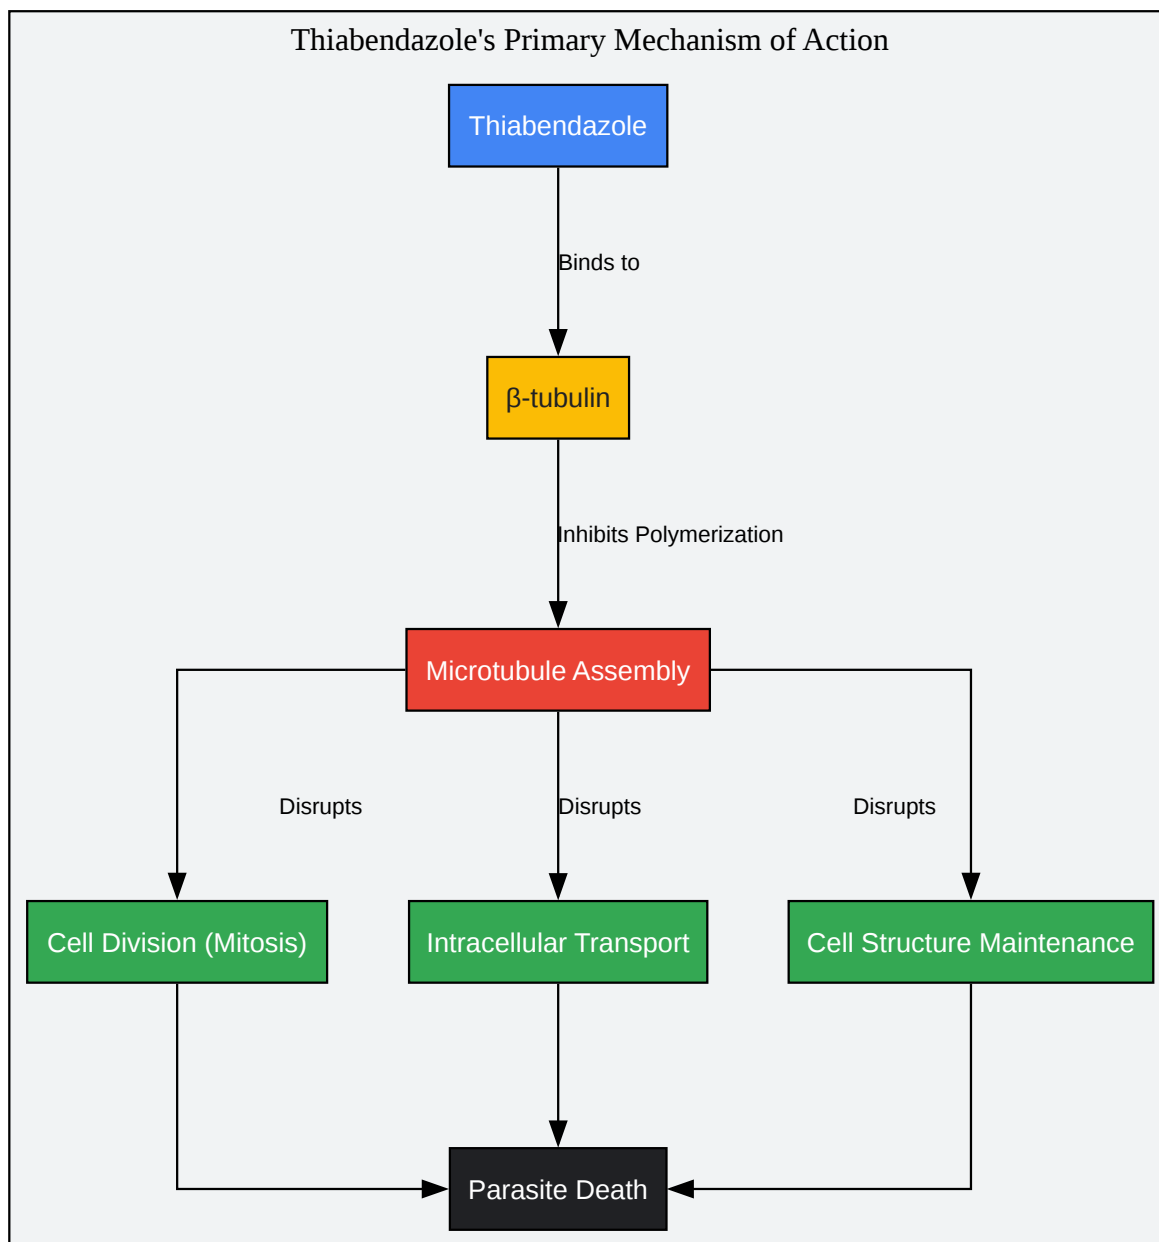 Thiabendazole's Primary Mechanism of Action
Thiabendazole
Binds to
β-tubulin
Inhibits Polymerization
Microtubule Assembly
Disrupts
Disrupts
Disrupts
Cell Division (Mitosis)
Intracellular Transport
Cell Structure Maintenance
Parasite Death